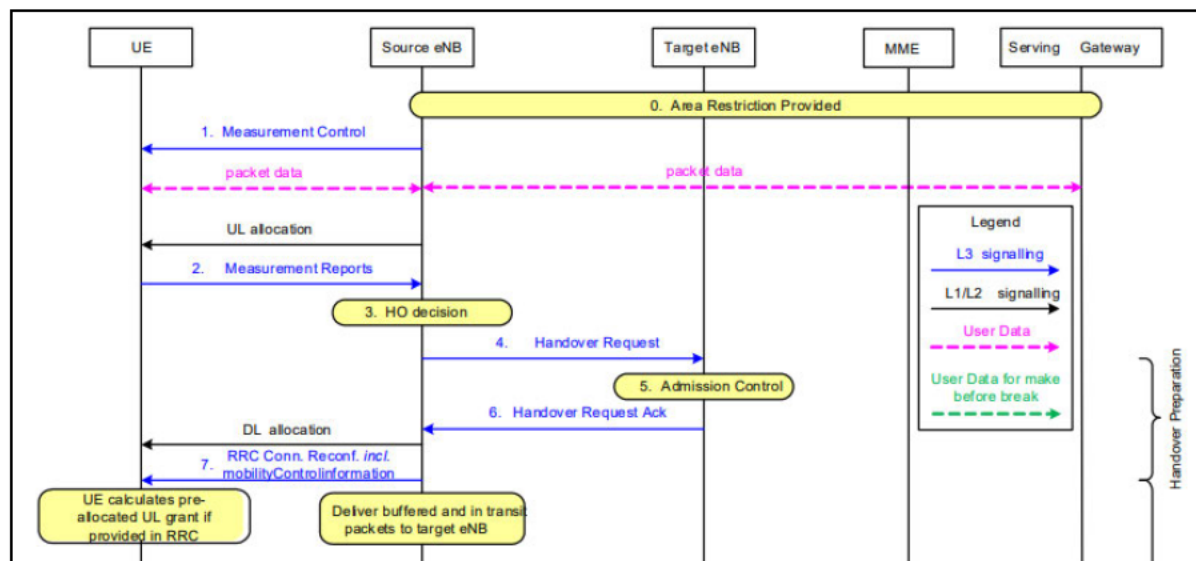 UE
Source eNB
Target eNB
MME
Serving Gateway
0. Area Restriction Provided
1. Measurement Control
packet data
packet data
UL allocation
2. Measurement Reports
3. HO decision
4. Handover Request
5. Admission Control
6. Handover Request Ack
DL allocation
7. RRC Conn. Reconf. incl.
mobilityControlinformation
UE calculates pre-
allocated UL grant if
provided in RRC
Deliver buffered and in transit
packets to target eNB
Legend
L3 signalling
L1/L2 signalling
User Data
User Data for make
before break
Handover Preparation